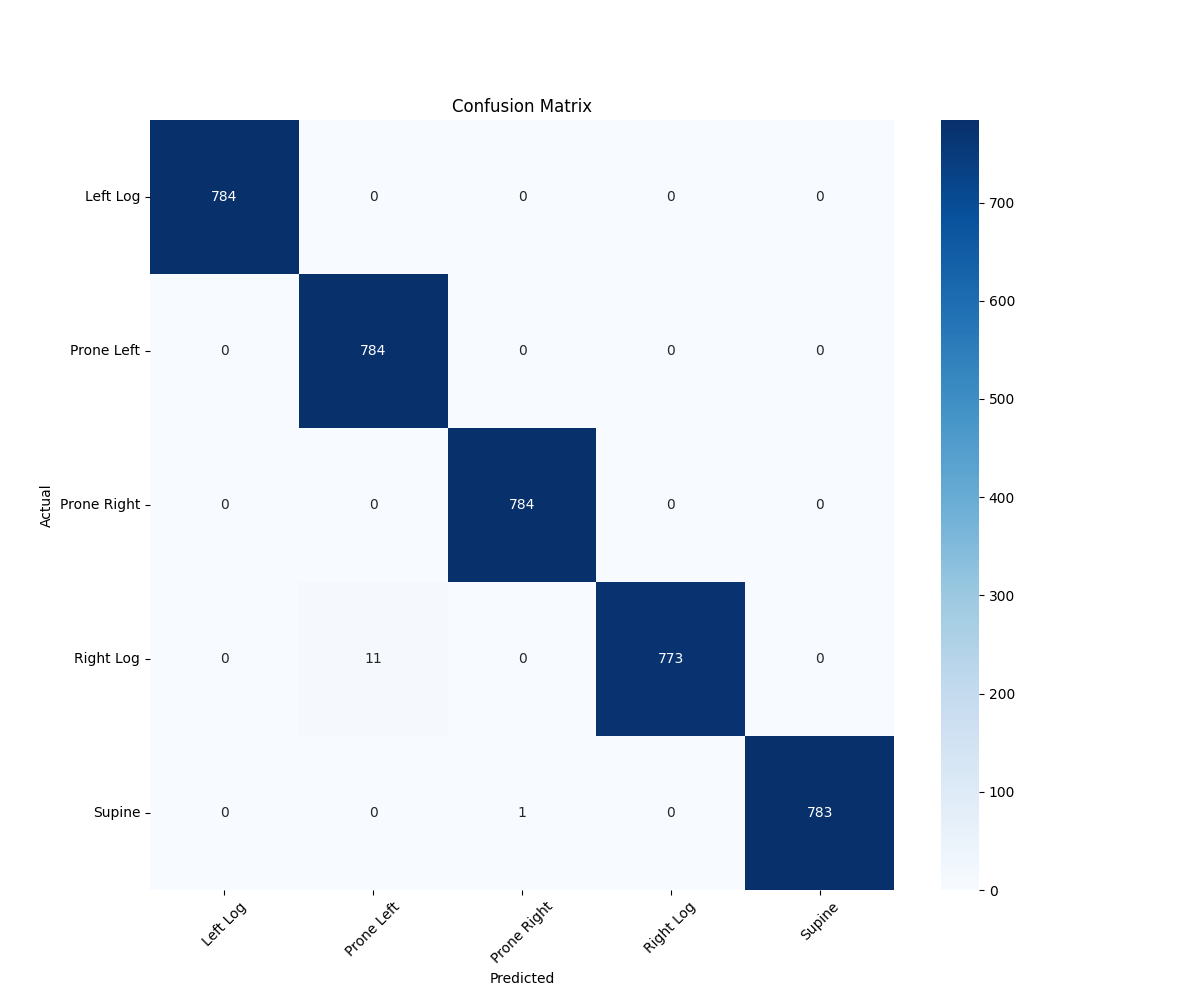 Confusion Matrix
Left Log 784 0 0 0 0
Prone Left 0 784 0 0 0
Prone Right 0 0 784 0 0
Right Log 0 11 0 773 0
Supine 0 0 1 0 783
Actual
Left Log Prone Left Prone Right Right Log Supine
Predicted
700
600
500
400
300
200
100
0